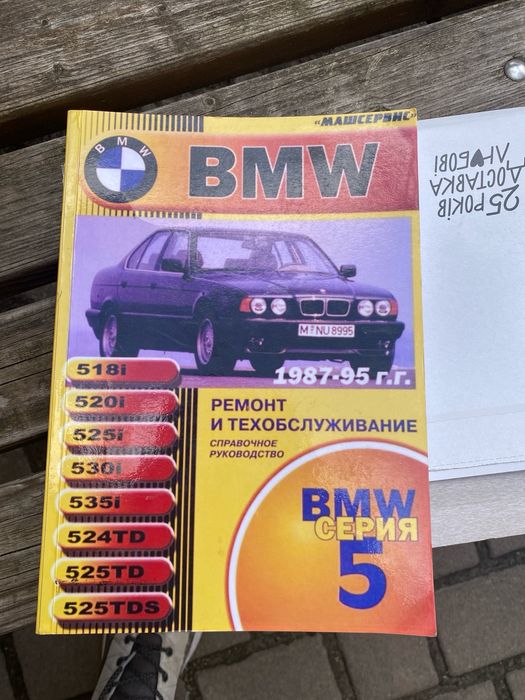 «МАШСЕРВИС»
BMW
BMW
M NU 8995
1987-95 г.г.
518i
520i
525i
530i
535i
524TD
525TD
525TDS
РЕМОНТ
И ТЕХОБСЛУЖИВАНИЕ
СПРАВОЧНОЕ
РУКОВОДСТВО
BMW
СЕРИЯ
5
25 РОКІВ
ДОСТАВКА
ЛЮБОВІ